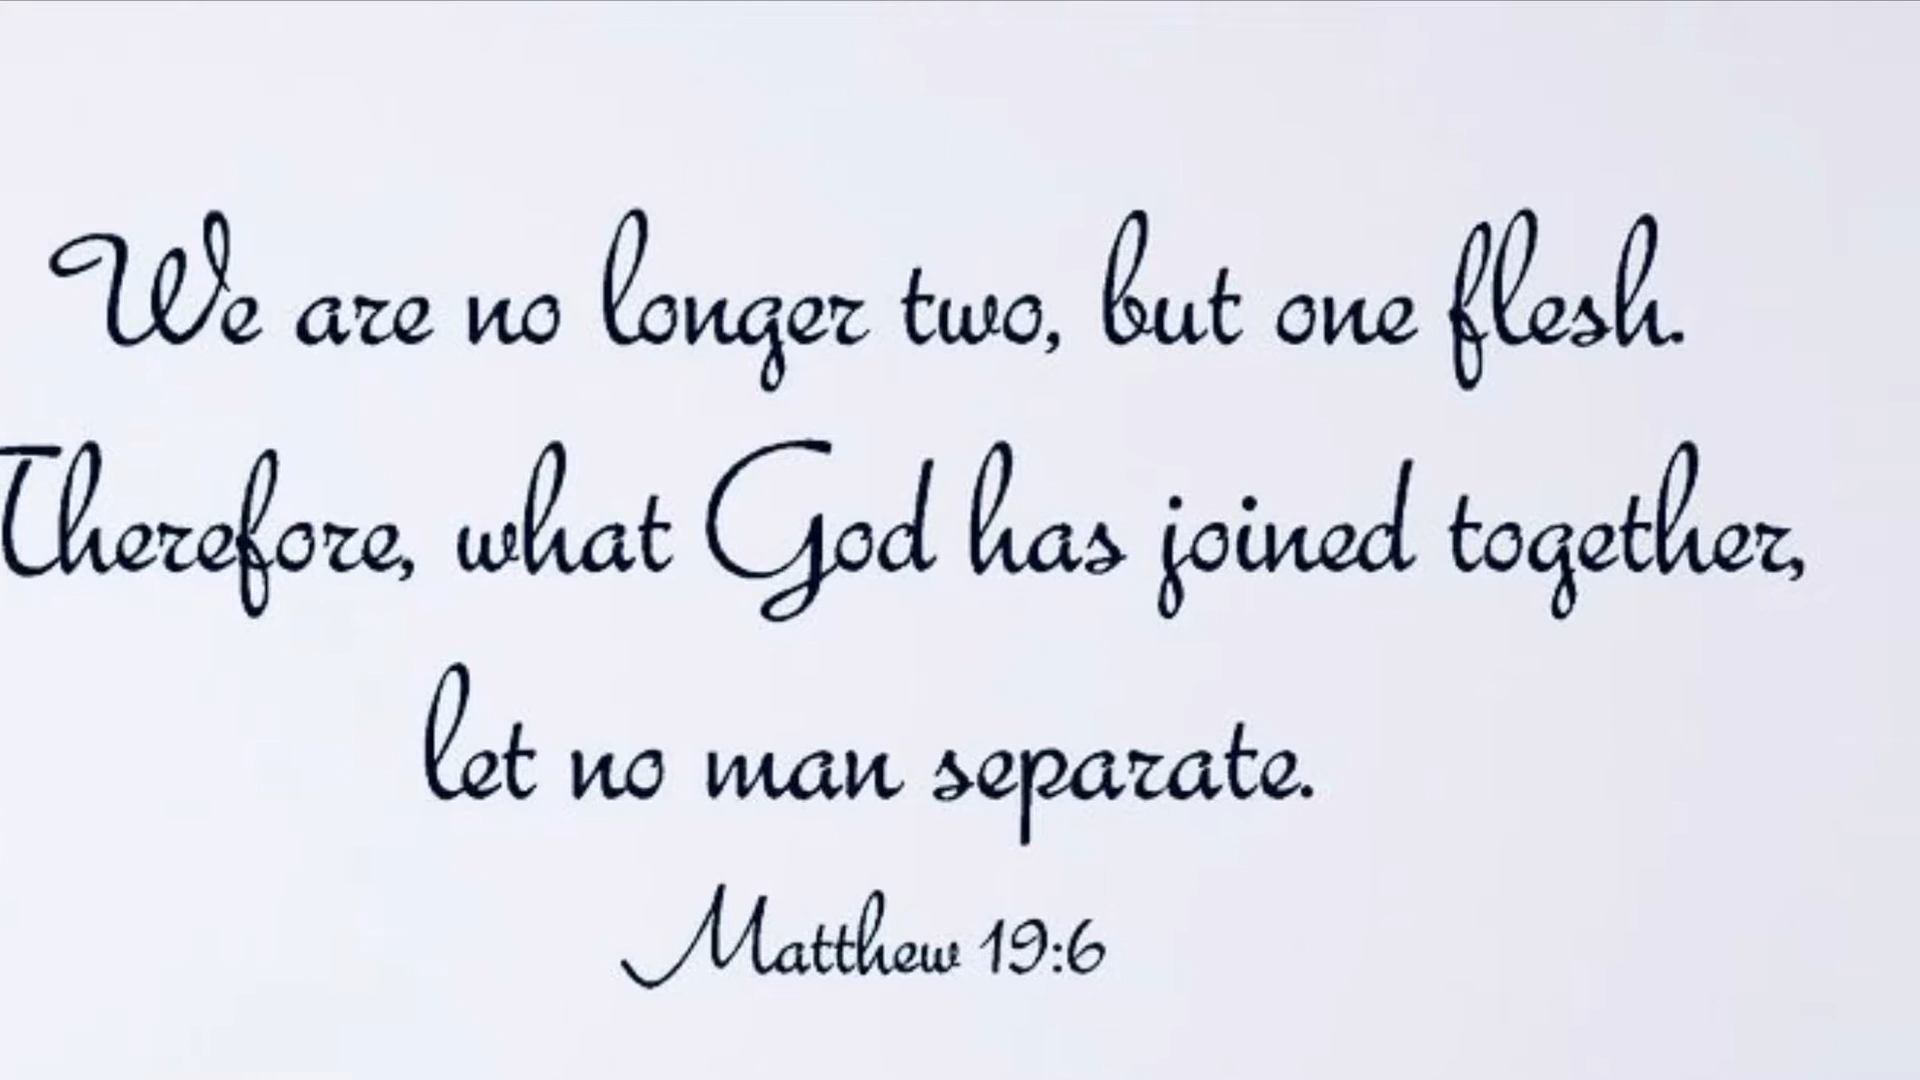 We are no longer two, but one flesh.
Therefore, what God has joined together,
let no man separate.
Matthew 19:6